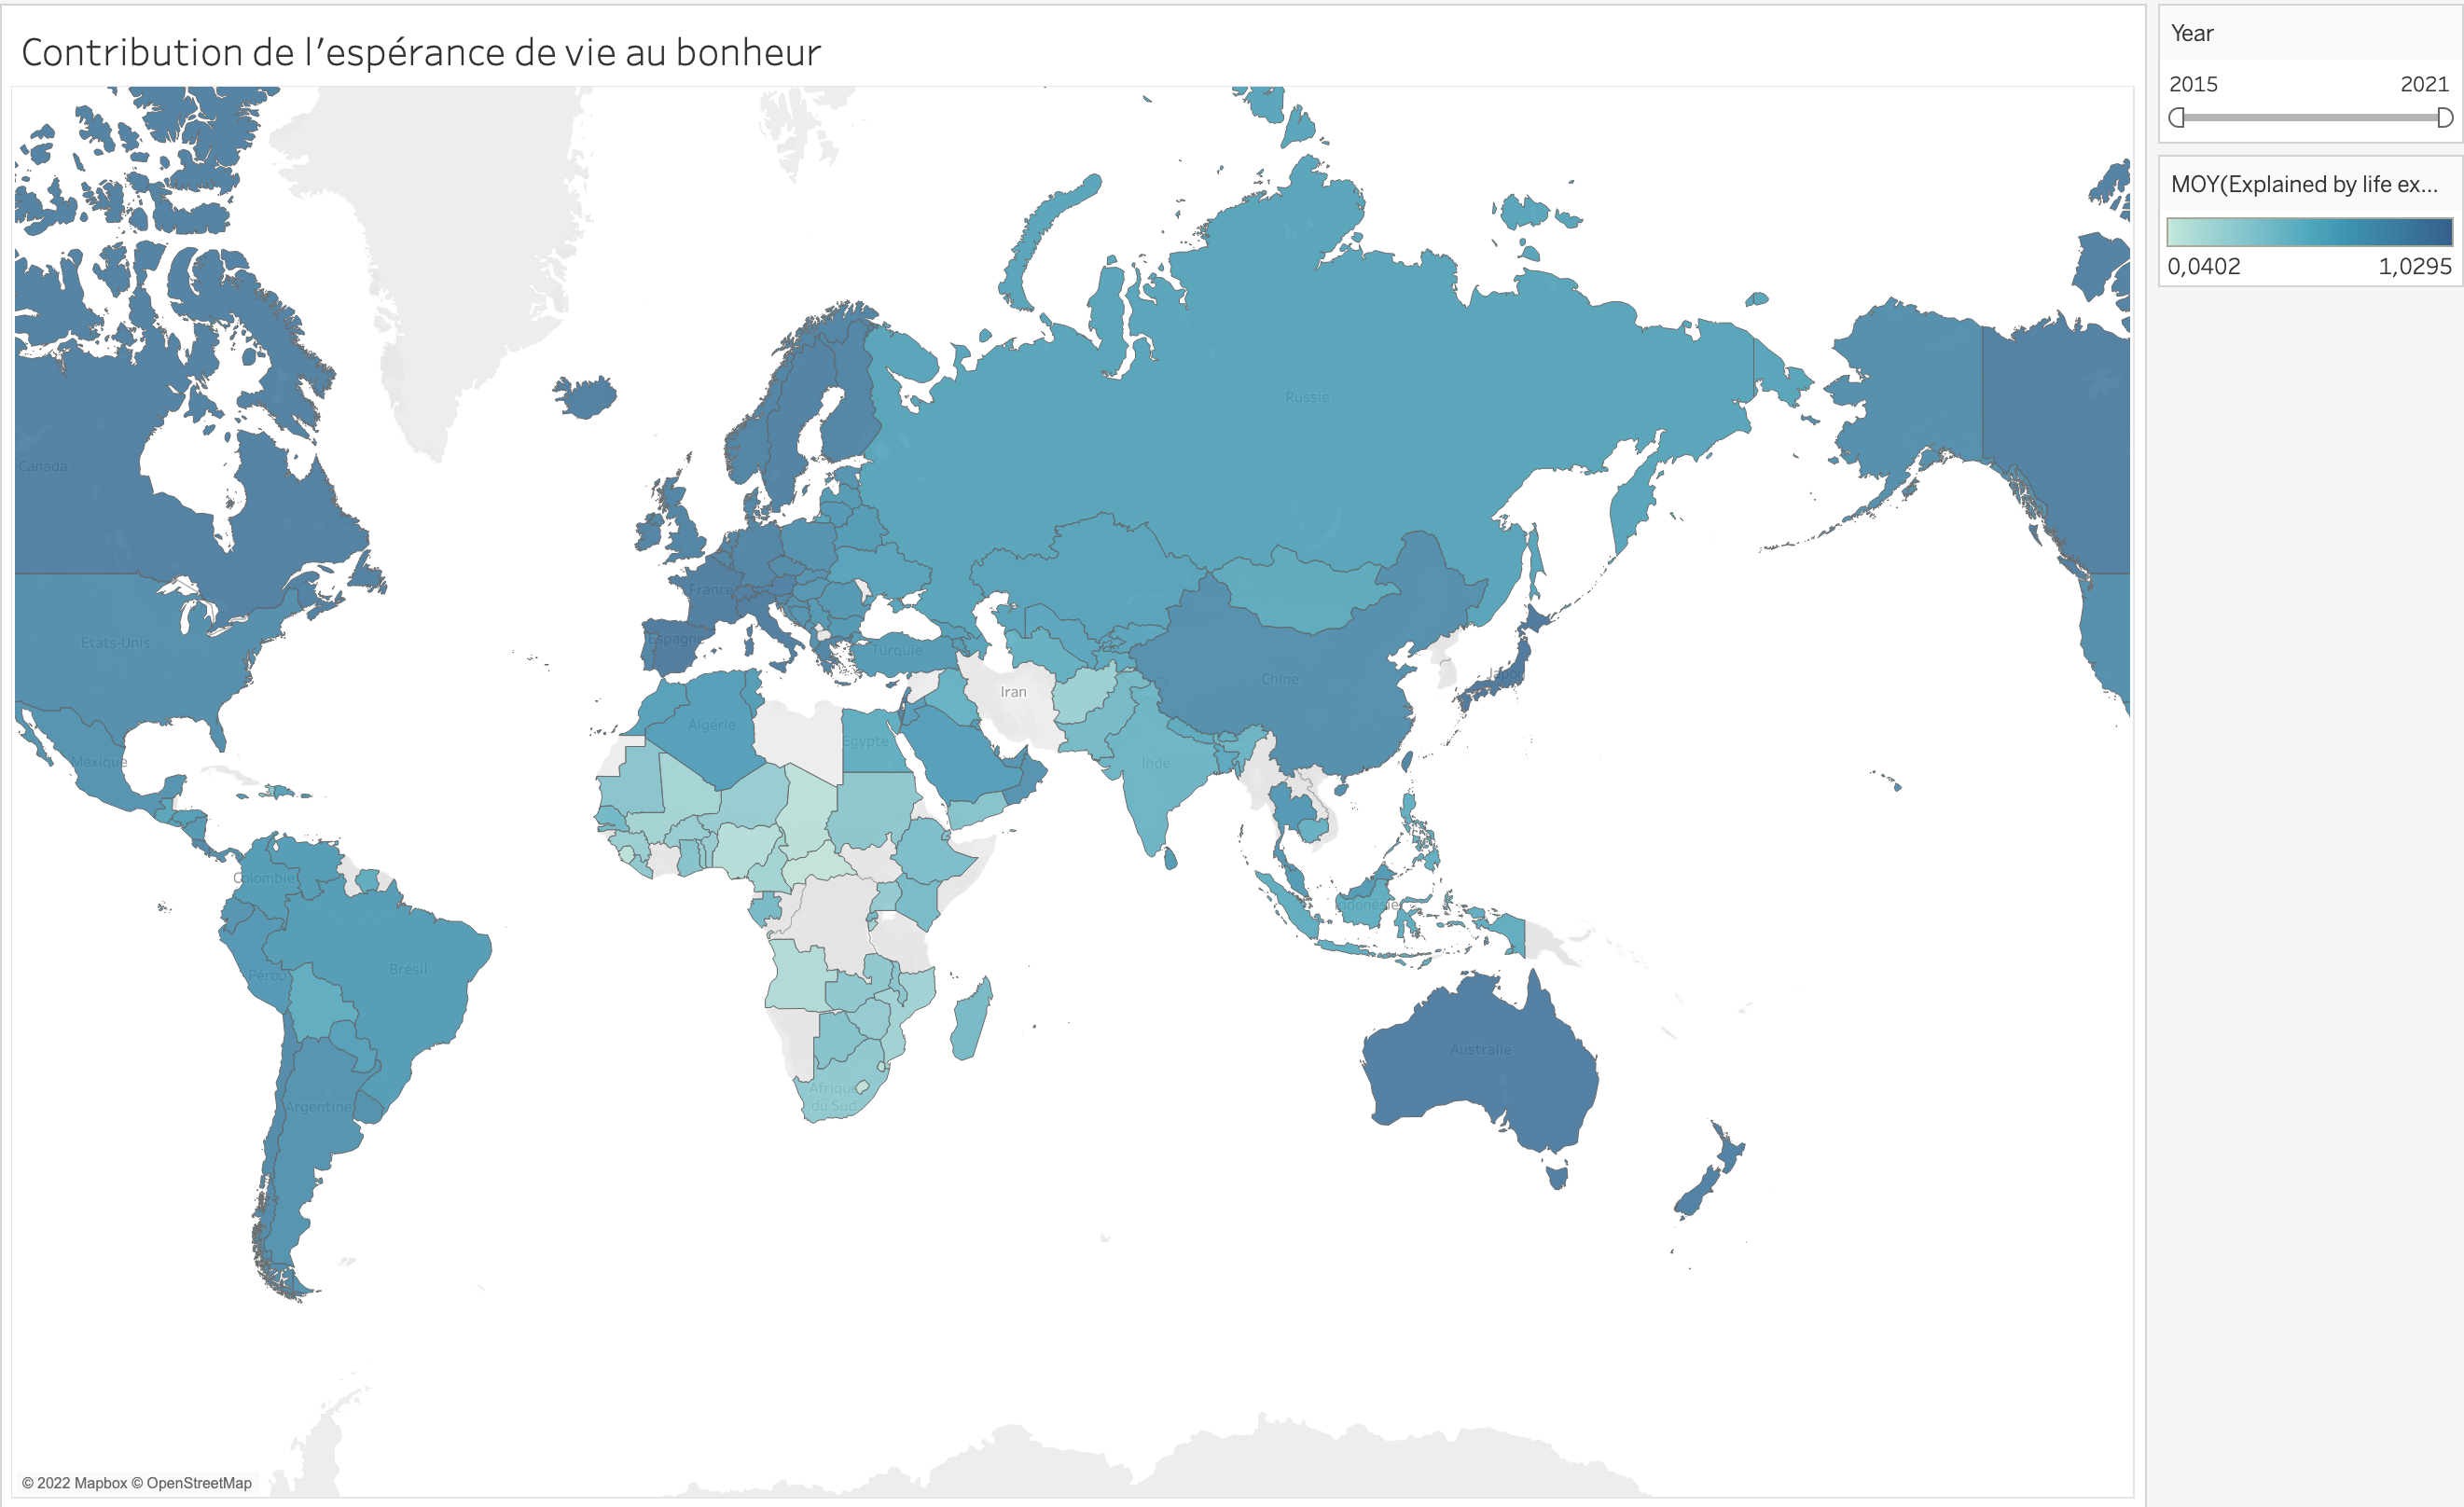 Contribution de l'espérance de vie au bonheur
Year
2015 2021
MOY(Explained by life ex...
0,0402 1,0295
Russie
Canada
France
Etats-Unis
Espagne
Turquie
Japon
Chine
Iran
Algérie
Egypte
Mexique
Inde
Colombie
Indonésie
Pérou
Brésil
Australie
Afrique
du Sud
Argentine
© 2022 Mapbox © OpenStreetMap